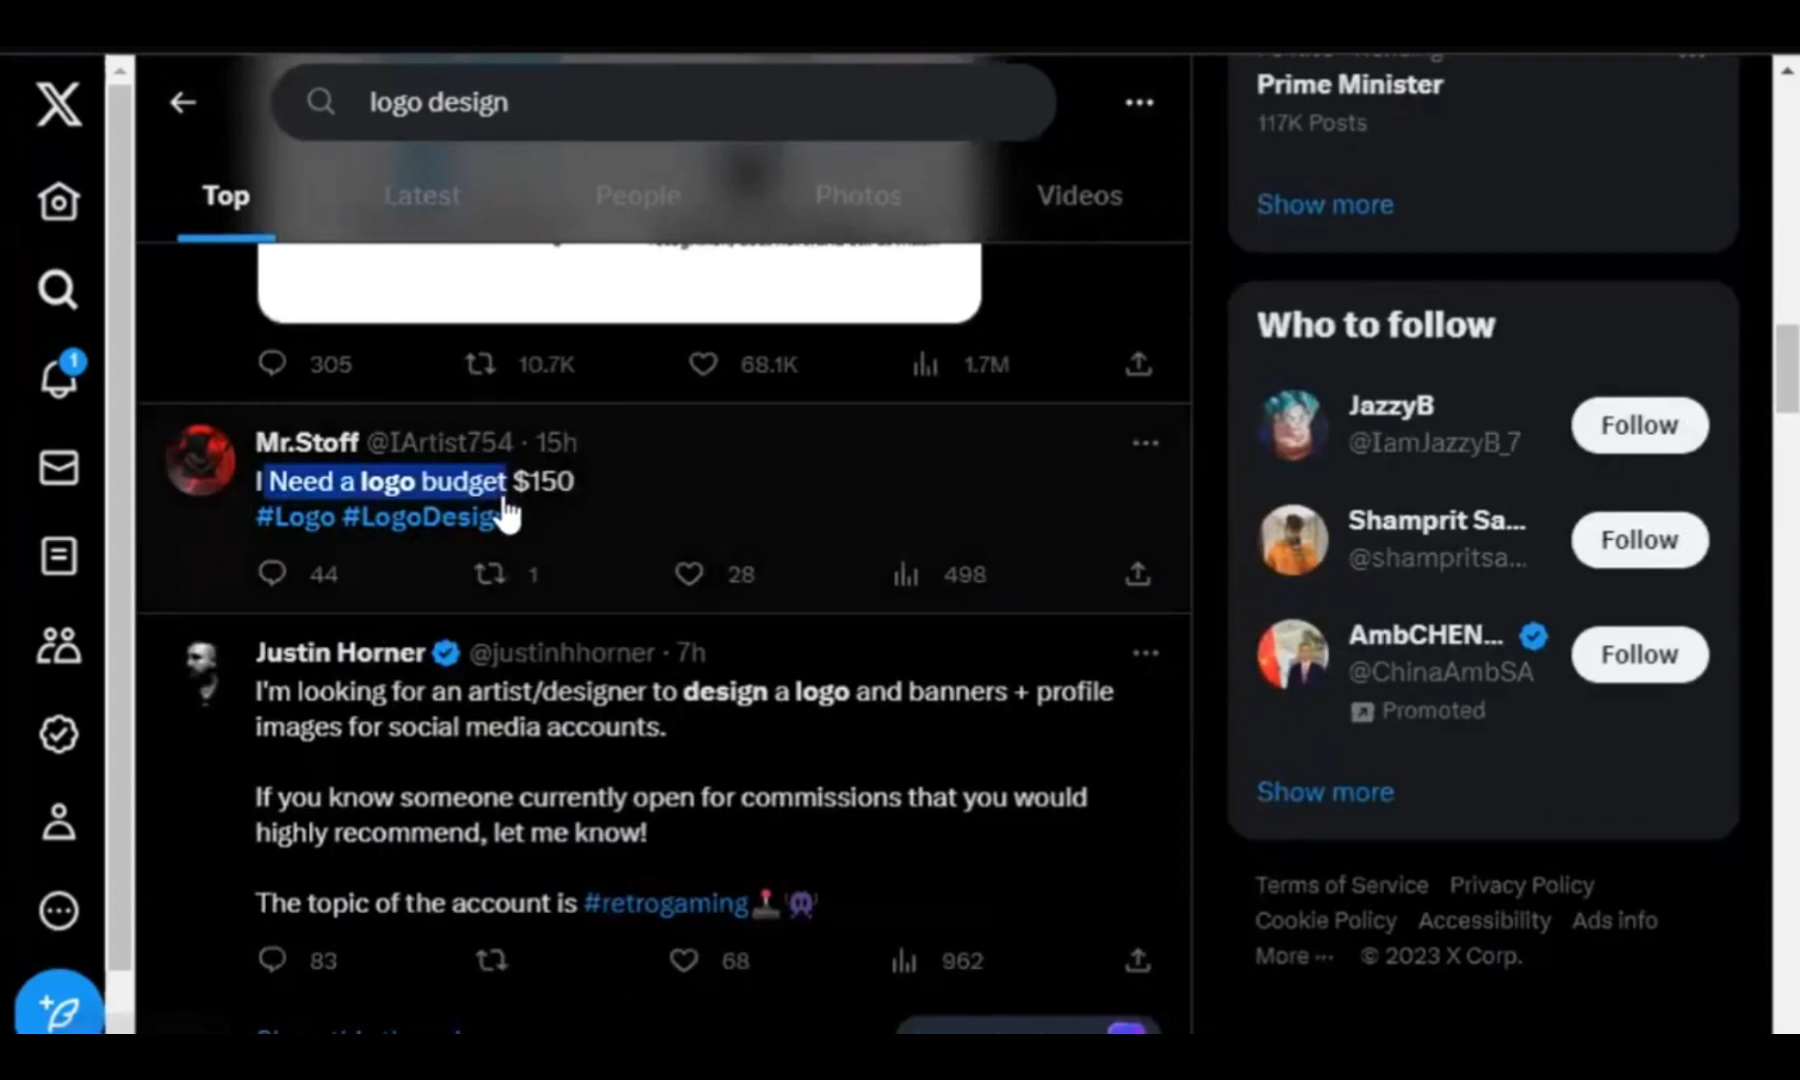 logo design
Top Latest People Photos Videos
305 10.7K 68.1K 1.7M
Mr.Stoff @IArtist754 · 15h
I Need a logo budget $150
#Logo #LogoDesig
44 1 28 498
Justin Horner @justinhhorner · 7h
I'm looking for an artist/designer to design a logo and banners + profile
images for social media accounts.
If you know someone currently open for commissions that you would
highly recommend, let me know!
The topic of the account is #retrogaming
83 68 962
1
Prime Minister
117K Posts
Show more
Who to follow
JazzyB
@IamJazzyB_7
Follow
Shamprit Sa...
@shampritsa...
Follow
AmbCHEN...
@ChinaAmbSA
Follow
Promoted
Show more
Terms of Service Privacy Policy
Cookie Policy Accessibility Ads info
More ··· © 2023 X Corp.